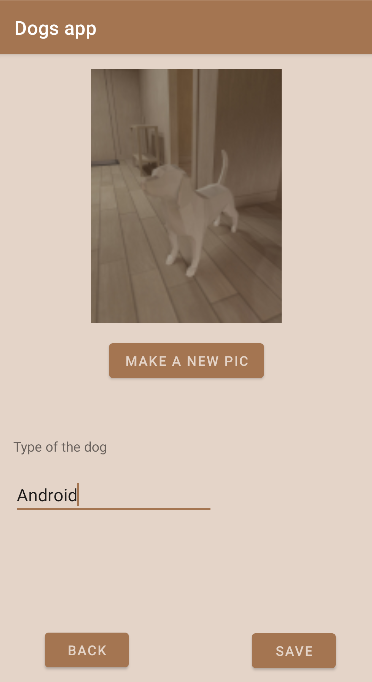 Dogs app
MAKE A NEW PIC
Type of the dog
Android
BACK
SAVE